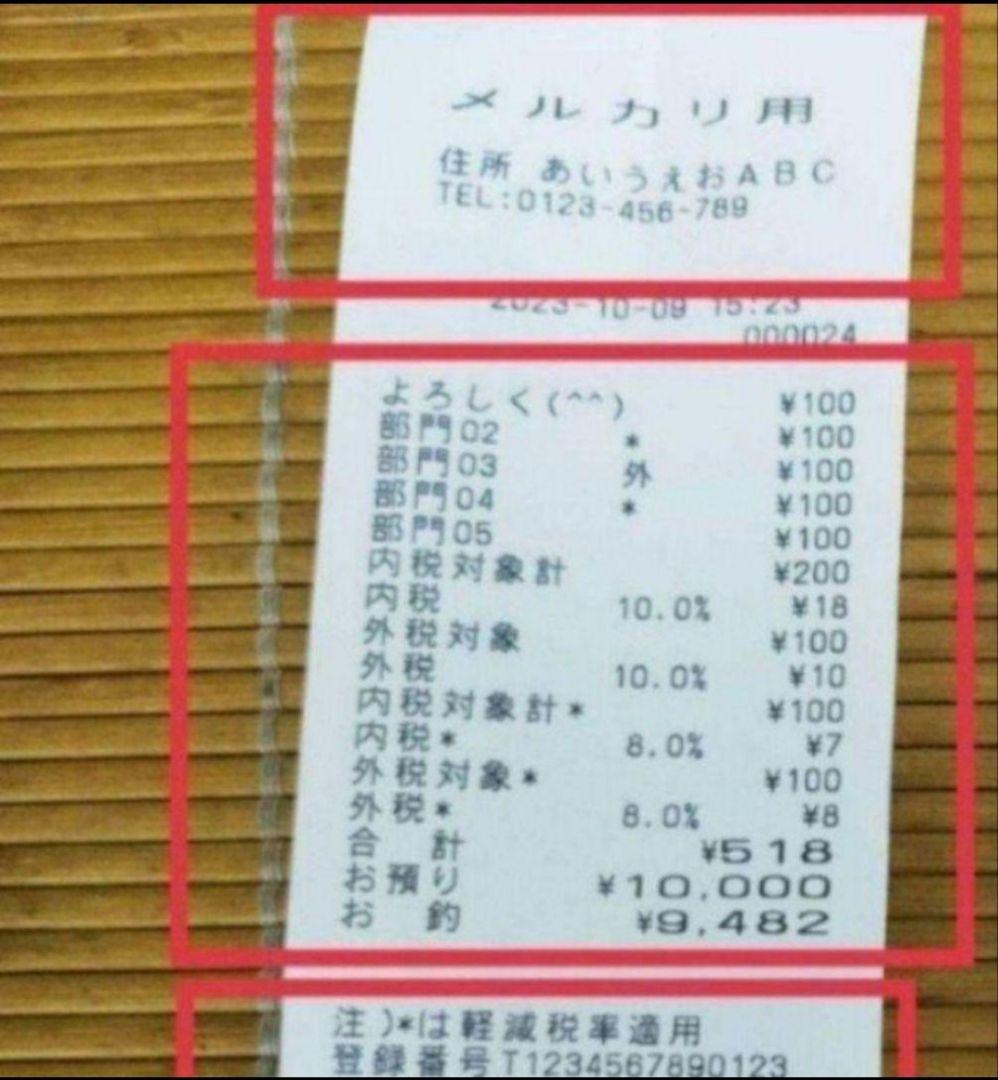 メルカリ用
住所 あいうえおABC
TEL:0123-456-789
2023-10-09 15:23
000024
よろしく(^^) ¥100
部門02 * ¥100
部門03 外 ¥100
部門04 * ¥100
部門05 ¥100
内税対象計 ¥200
内税 10.0% ¥18
外税対象 ¥100
外税 10.0% ¥10
内税対象計* ¥100
内税* 8.0% ¥7
外税対象* ¥100
外税* 8.0% ¥8
合計 ¥518
お預り ¥10,000
お釣 ¥9,482
注)*は軽減税率適用
登録番号T1234567890123